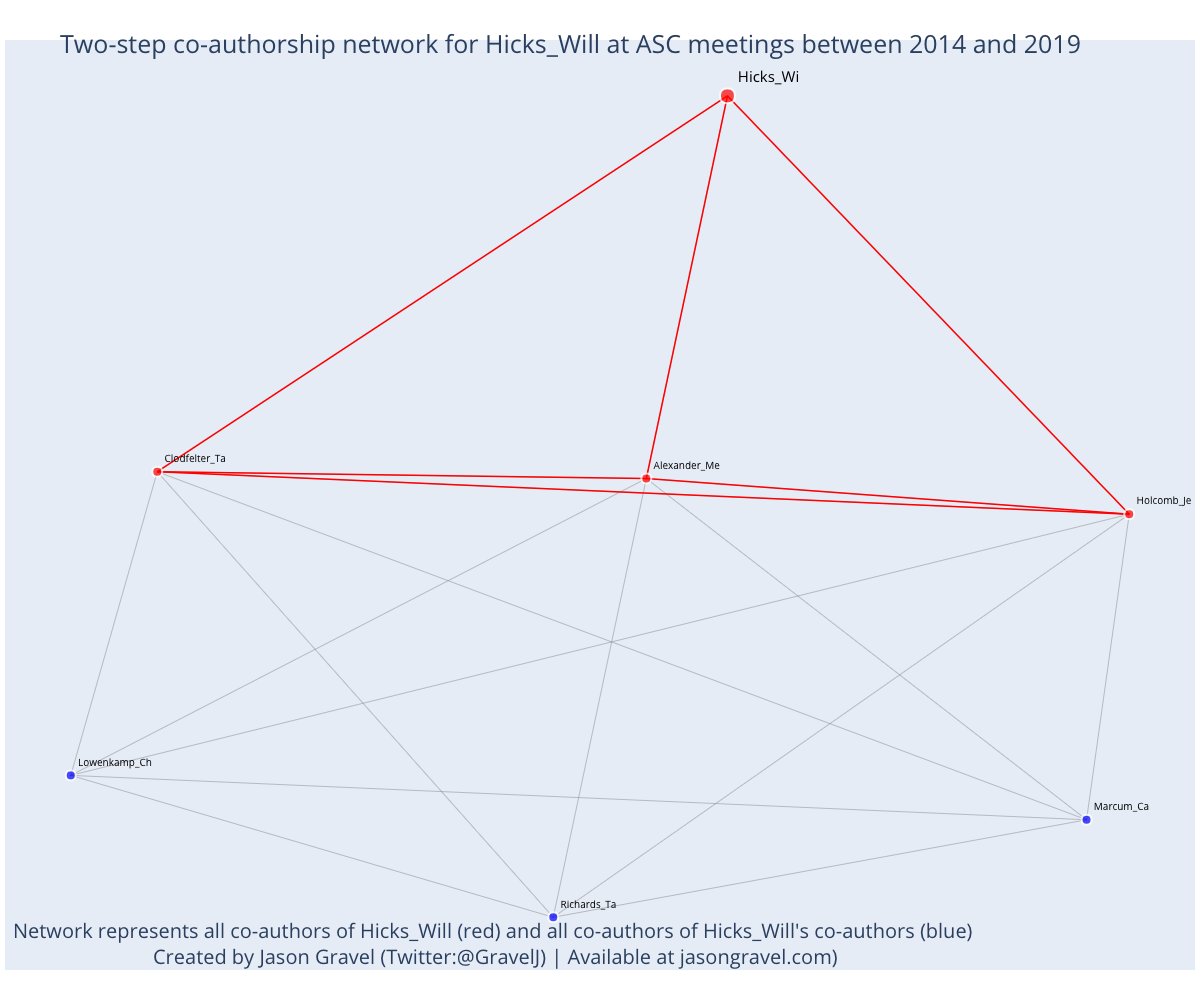 Two-step co-authorship network for Hicks_Will at ASC meetings between 2014 and 2019
Hicks_Wi
Clodfelter_Ta
Alexander_Me
Holcomb_Je
Lowenkamp_Ch
Marcum_Ca
Richards_Ta
Network represents all co-authors of Hicks_Will (red) and all co-authors of Hicks_Will's co-authors (blue)
Created by Jason Gravel (Twitter:@GravelJ) | Available at jasongravel.com)